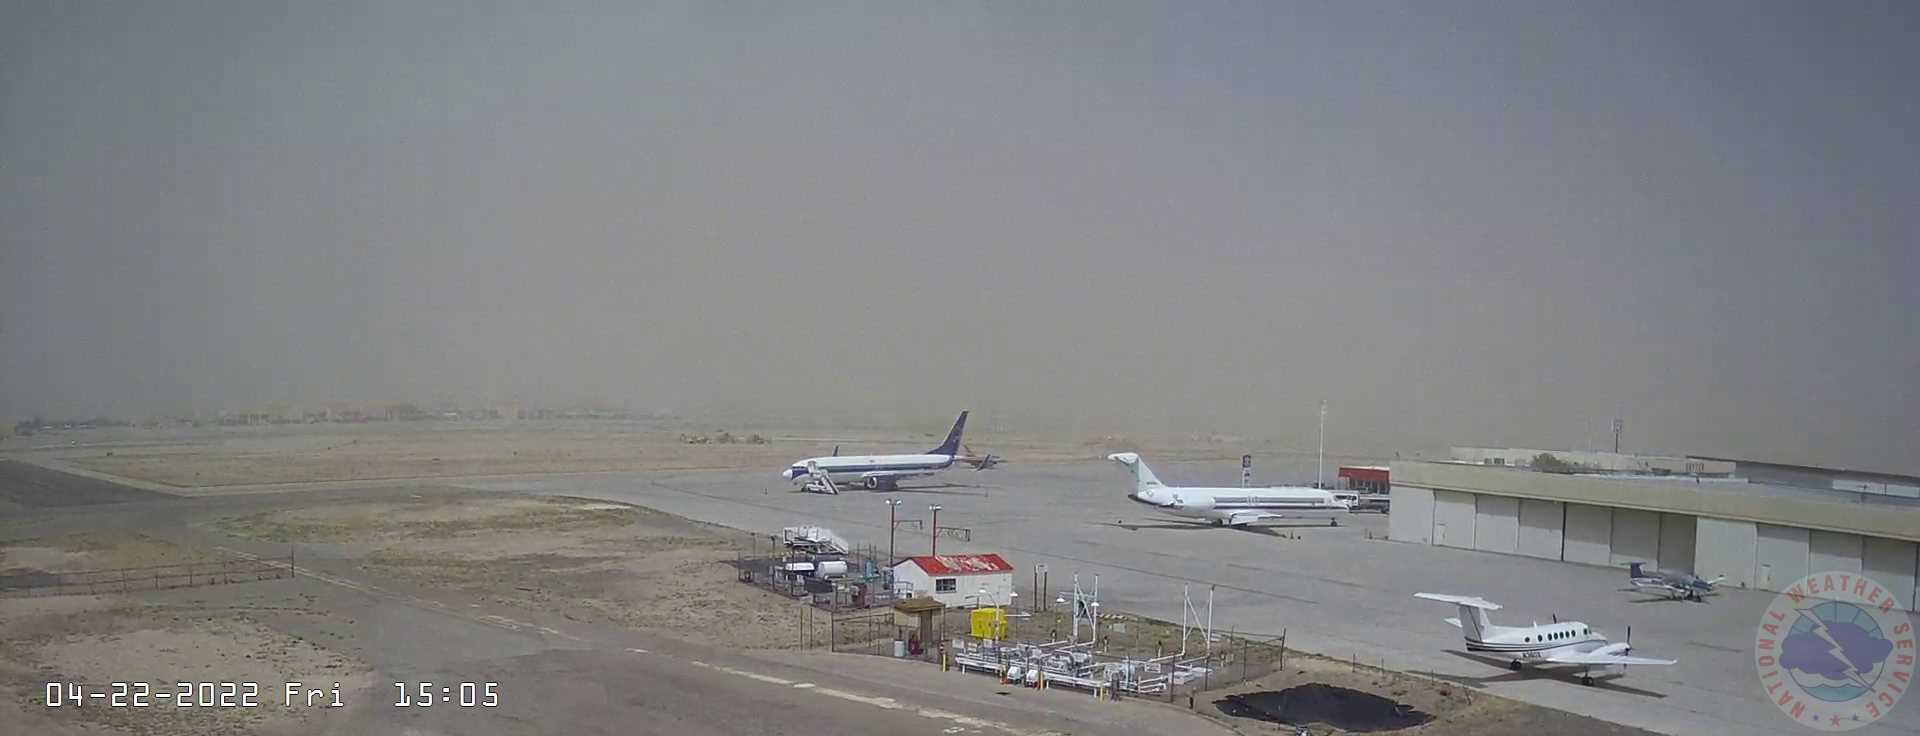 04-22-2022 Fri 15:05
NATIONAL WEATHER SERVICE